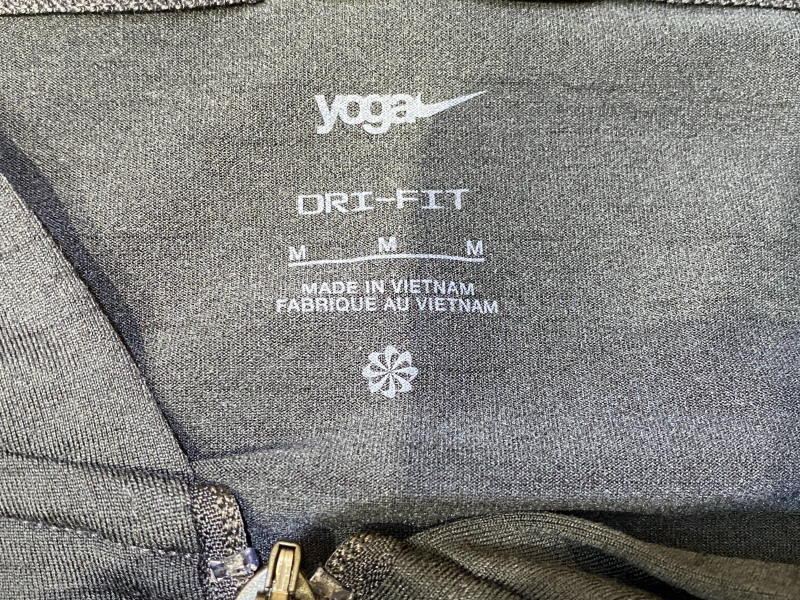 yoga
DRI-FIT
M M M
MADE IN VIETNAM
FABRIQUE AU VIETNAM